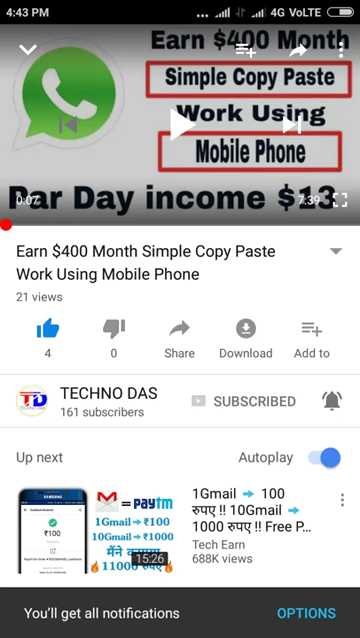 4:43 PM
... 4G VoLTE
Earn $400 Month
Simple Copy Paste
Work Using
Mobile Phone
Par Day income $13
0:07
7:39
Earn $400 Month Simple Copy Paste
Work Using Mobile Phone
21 views
4
0
Share
Download
Add to
TD
TECHNO DAS
161 subscribers
SUBSCRIBED
Up next
Autoplay
SAMSUNG
₹100
M=PAYTM
1Gmail ➔ ₹100
10Gmail ➔ ₹1000
15:26
1Gmail ➔ 100
रुपए !! 10Gmail ➔
1000 रुपए !! Free P...
Tech Earn
688K views
You'll get all notifications
OPTIONS